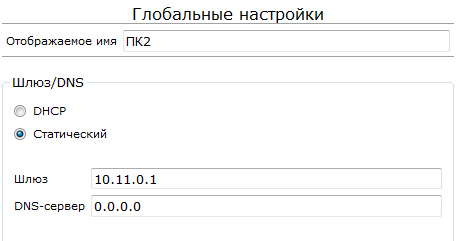 Глобальные настройки
Отображаемое имя ПК2
Шлюз/DNS
DHCP
Статический
Шлюз 10.11.0.1
DNS-сервер 0.0.0.0